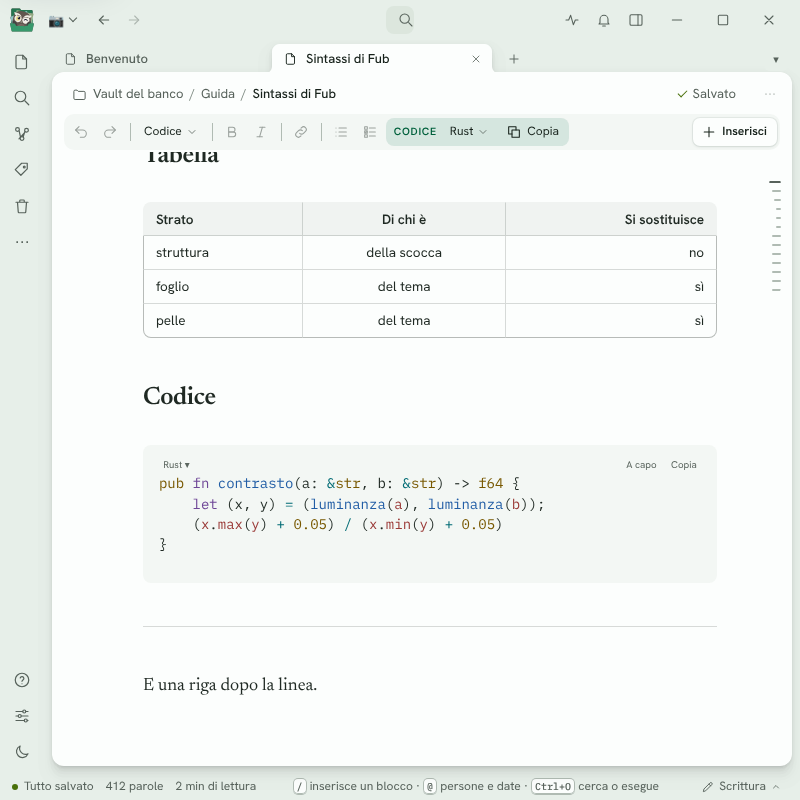 Benvenuto
Sintassi di Fub
Vault del banco / Guida / Sintassi di Fub
Salvato
Codice
B I
CODICE Rust Copia
Inserisci
Tabella
Strato Di chi è Si sostituisce
struttura della scocca no
foglio del tema sì
pelle del tema sì
Codice
Rust ▾ A capo Copia
pub fn contrasto(a: &str, b: &str) -> f64 {
    let (x, y) = (luminanza(a), luminanza(b));
    (x.max(y) + 0.05) / (x.min(y) + 0.05)
}
E una riga dopo la linea.
Tutto salvato 412 parole 2 min di lettura / inserisce un blocco · @ persone e date · Ctrl+O cerca o esegue Scrittura